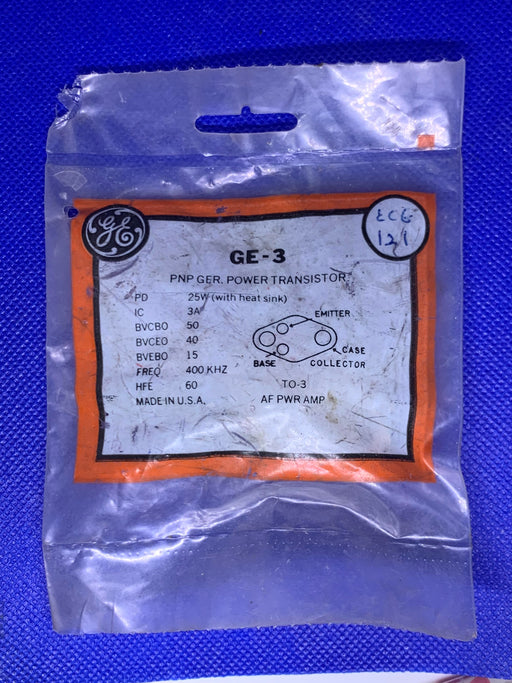 GE
ECG
121
GE-3
PNP GER. POWER TRANSISTOR
PD 25W (with heat sink)
IC 3A
BVCBO 50
BVCEO 40
BVEBO 15
FREQ 400 KHZ
HFE 60
MADE IN U.S.A.
EMITTER
CASE
BASE COLLECTOR
TO-3
AF PWR AMP